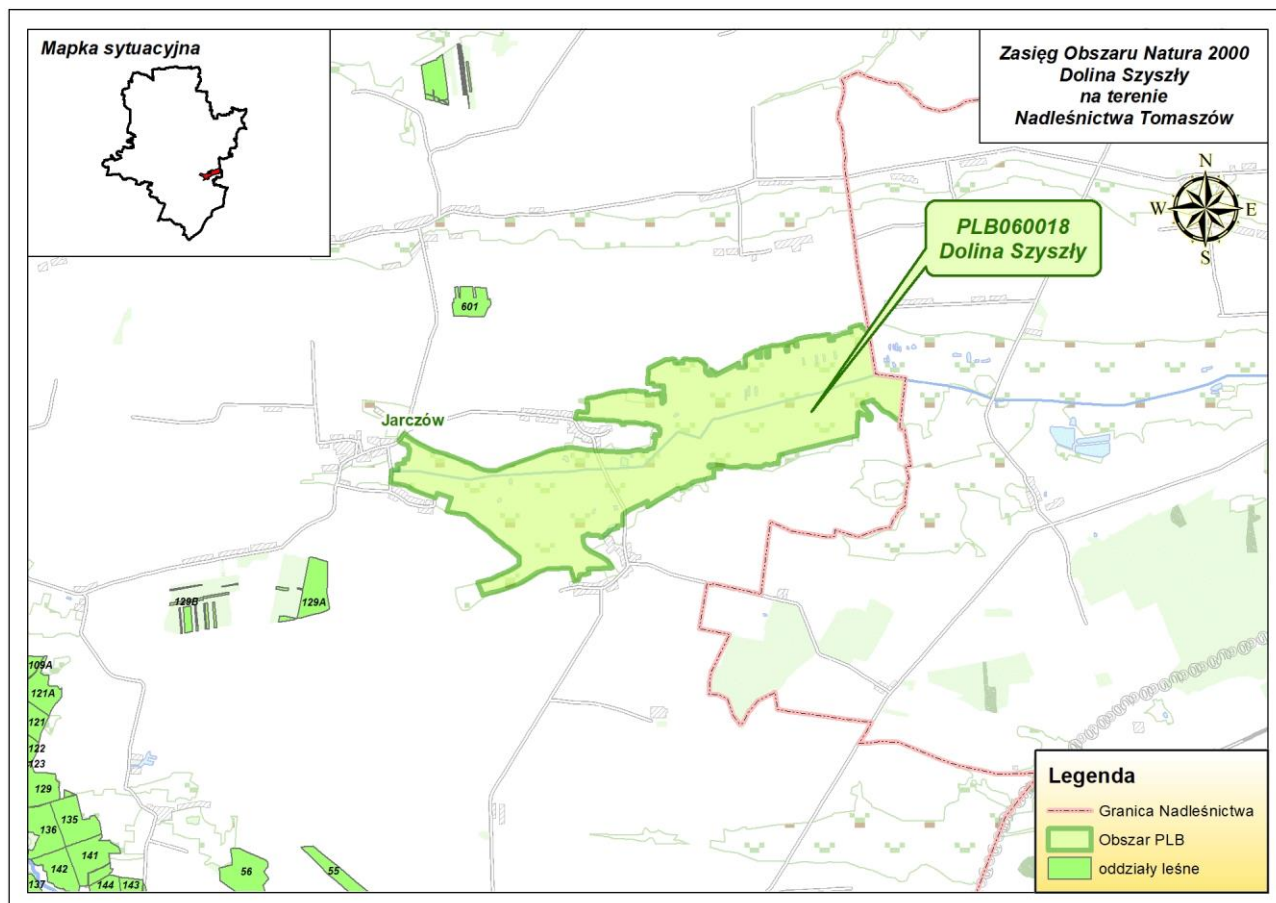 Mapka sytuacyjna
Zasięg Obszaru Natura 2000
Dolina Szyszły
na terenie
Nadleśnictwa Tomaszów
N
W E
S
PLB060018
Dolina Szyszły
601
Jarczów
129B
129A
109A
121A
121
122
123
129
135
136
141
142
137
144
143
56
55
Legenda
Granica Nadleśnictwa
Obszar PLB
oddziały leśne